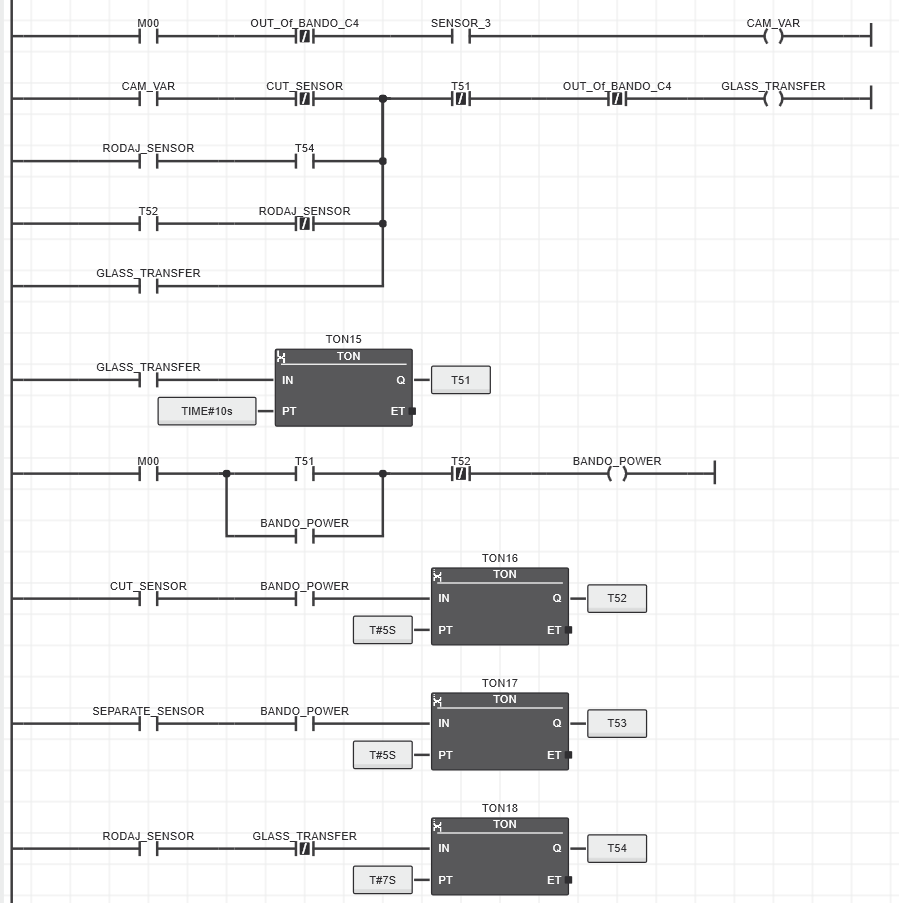 M00 OUT_Of_BANDO_C4 SENSOR_3 CAM_VAR
CAM_VAR CUT_SENSOR T51 OUT_Of_BANDO_C4 GLASS_TRANSFER
RODAJ_SENSOR T54
T52 RODAJ_SENSOR
GLASS_TRANSFER
TON15
TON
GLASS_TRANSFER IN Q T51
TIME#10s PT ET
M00 T51 T52 BANDO_POWER
BANDO_POWER
TON16
TON
CUT_SENSOR BANDO_POWER IN Q T52
T#5S PT ET
TON17
TON
SEPARATE_SENSOR BANDO_POWER IN Q T53
T#5S PT ET
TON18
TON
RODAJ_SENSOR GLASS_TRANSFER IN Q T54
T#7S PT ET